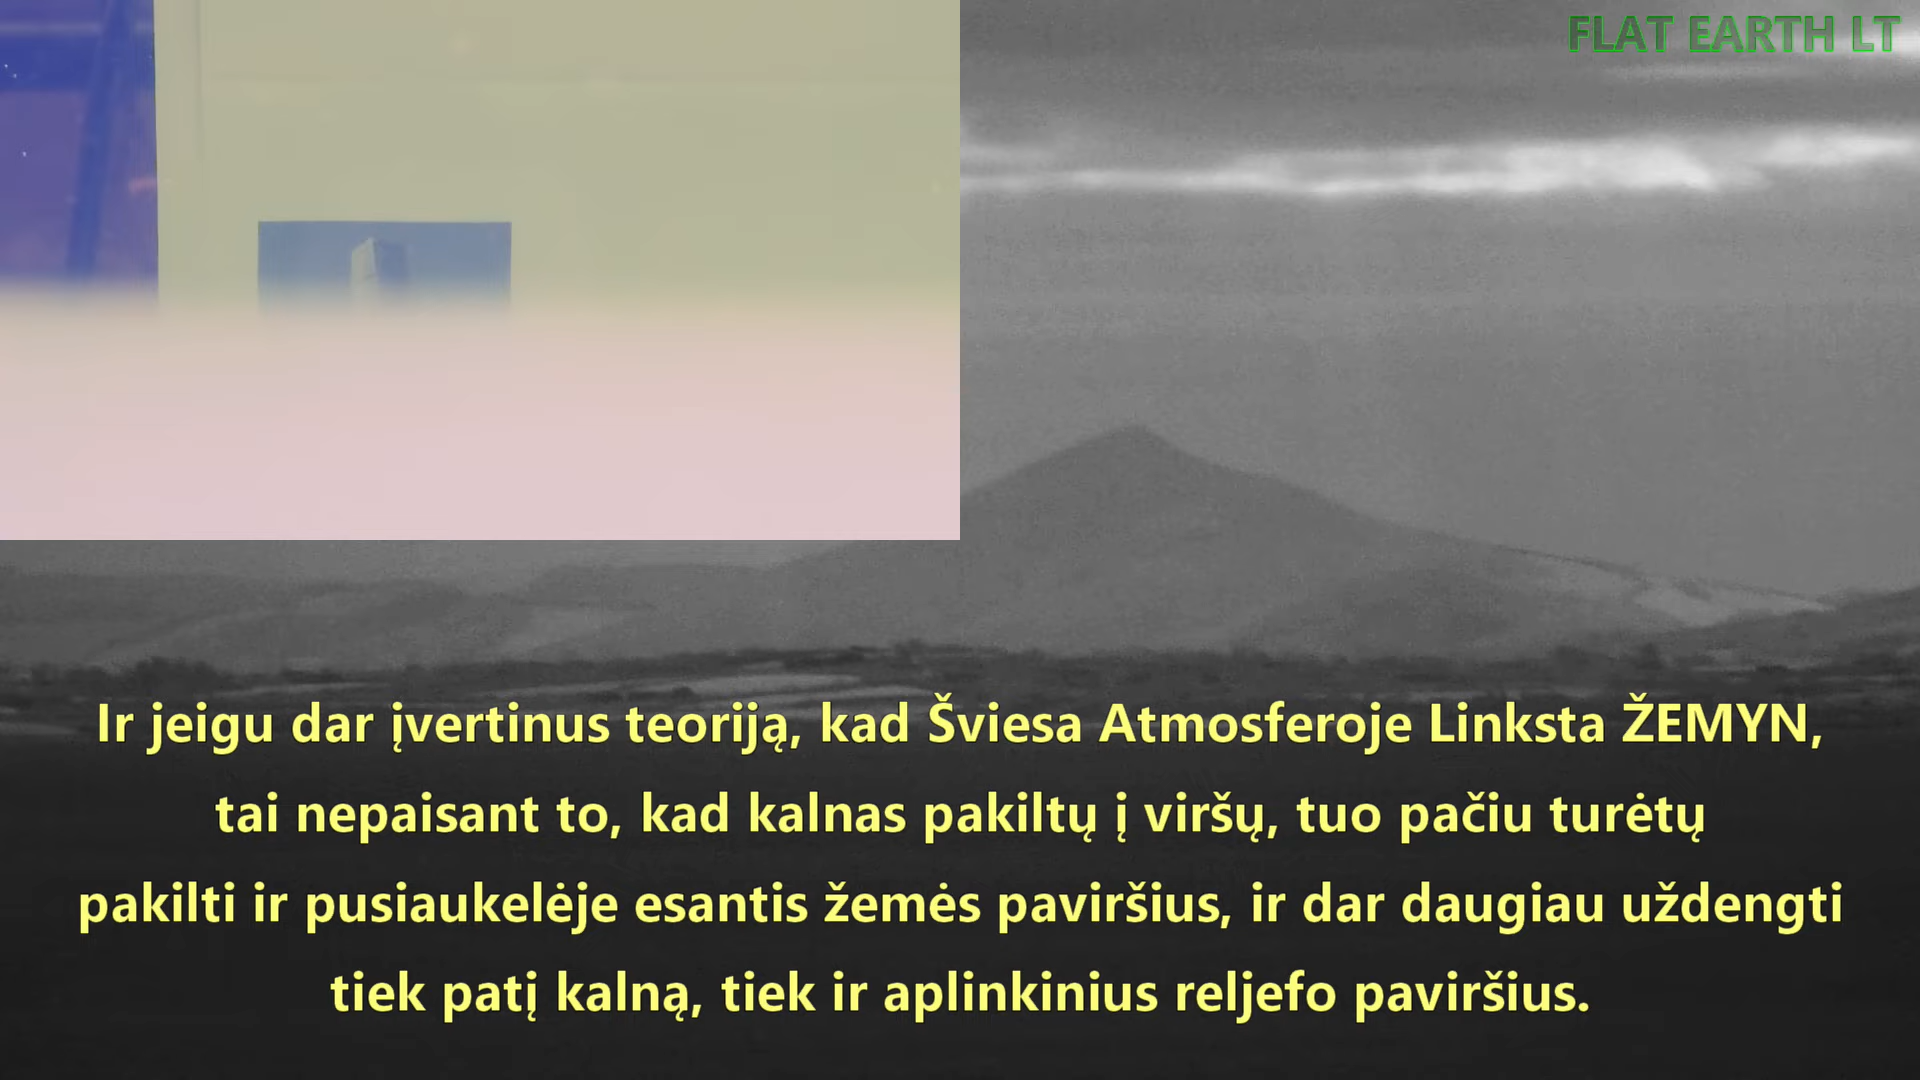 FLAT EARTH LT
Ir jeigu dar įvertinus teoriją, kad Šviesa Atmosferoje Linksta ŽEMYN,
tai nepaisant to, kad kalnas pakiltų į viršų, tuo pačiu turėtų
pakilti ir pusiaukelėje esantis žemės paviršius, ir dar daugiau uždengti
tiek patį kalną, tiek ir aplinkinius reljefo paviršius.